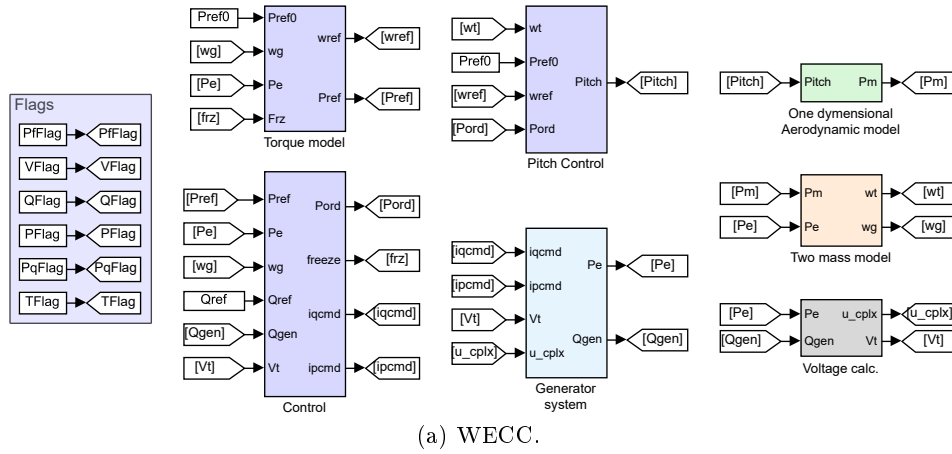 Flags
PfFlag PfFlag
VFlag VFlag
QFlag QFlag
PFlag PFlag
PqFlag PqFlag
TFlag TFlag
Pref0 Pref0
wref [wref]
[wg] wg
[Pe] Pe
Pref [Pref]
[frz] Frz
Torque model
[Pref] Pref
Pord [Pord]
[Pe] Pe
freeze [frz]
[wg] wg
Qref Qref
iqcmd [iqcmd]
[Qgen] Qgen
[Vt] Vt
ipcmd [ipcmd]
Control
[wt] wt
Pref0 Pref0
Pitch [Pitch]
[wref] wref
[Pord] Pord
Pitch Control
[iqcmd] iqcmd
Pe [Pe]
[ipcmd] ipcmd
[Vt] Vt
Qgen [Qgen]
[u_cplx] u_cplx
Generator
system
[Pitch] Pitch Pm [Pm]
One dymensional
Aerodynamic model
[Pm] Pm wt [wt]
[Pe] Pe wg [wg]
Two mass model
[Pe] Pe u_cplx [u_cplx]
[Qgen] Qgen Vt [Vt]
Voltage calc.
(a) WECC.